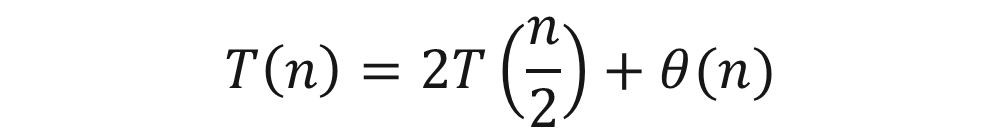 T(n) = 2T(n/2) + θ(n)